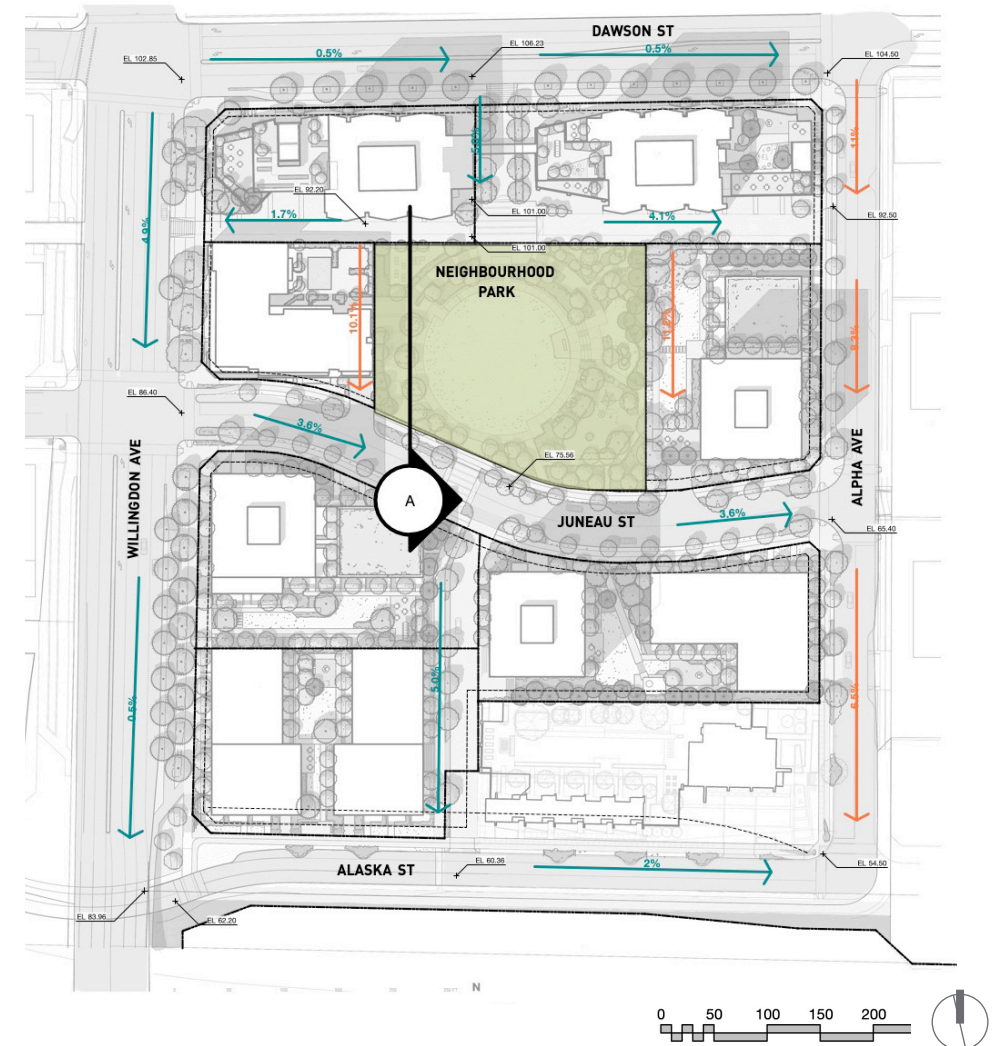 DAWSON ST
EL 106.23
EL 102.85
0.5%
0.5%
EL 104.50
11%
4.9%
EL 92.20
1.7%
EL 101.00
4.1%
EL 92.50
EL 101.00
NEIGHBOURHOOD
PARK
10.1%
EL 86.40
3.6%
WILLINGDON AVE
ALPHA AVE
EL 75.56
A
JUNEAU ST
3.6%
EL 65.40
0.5%
5.0%
6.5%
ALASKA ST
EL 60.36
2%
EL 54.50
EL 83.96
EL 62.20
N
0 50 100 150 200